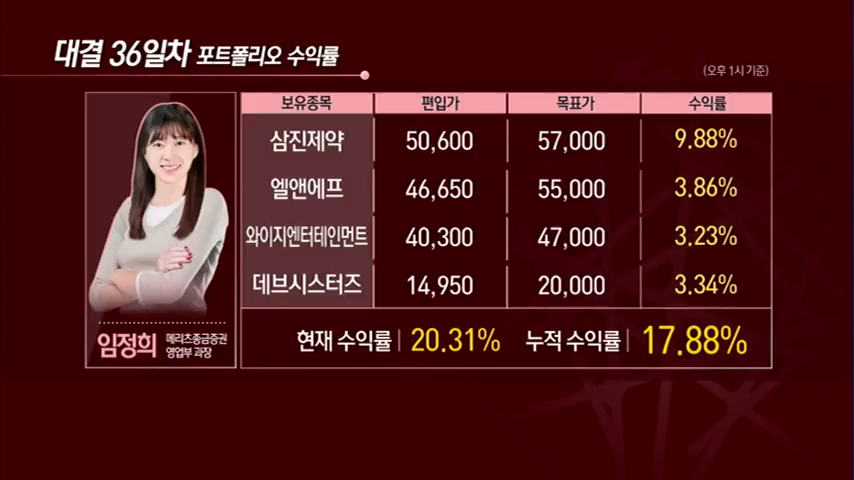 대결 36일차 포트폴리오 수익률
(오후 1시 기준)
보유종목 편입가 목표가 수익률
삼진제약 50,600 57,000 9.88%
엘앤에프 46,650 55,000 3.86%
와이지엔터테인먼트 40,300 47,000 3.23%
데브시스터즈 14,950 20,000 3.34%
임정희 메리츠종금증권
영업부 과장
현재 수익률 20.31% 누적 수익률 17.88%